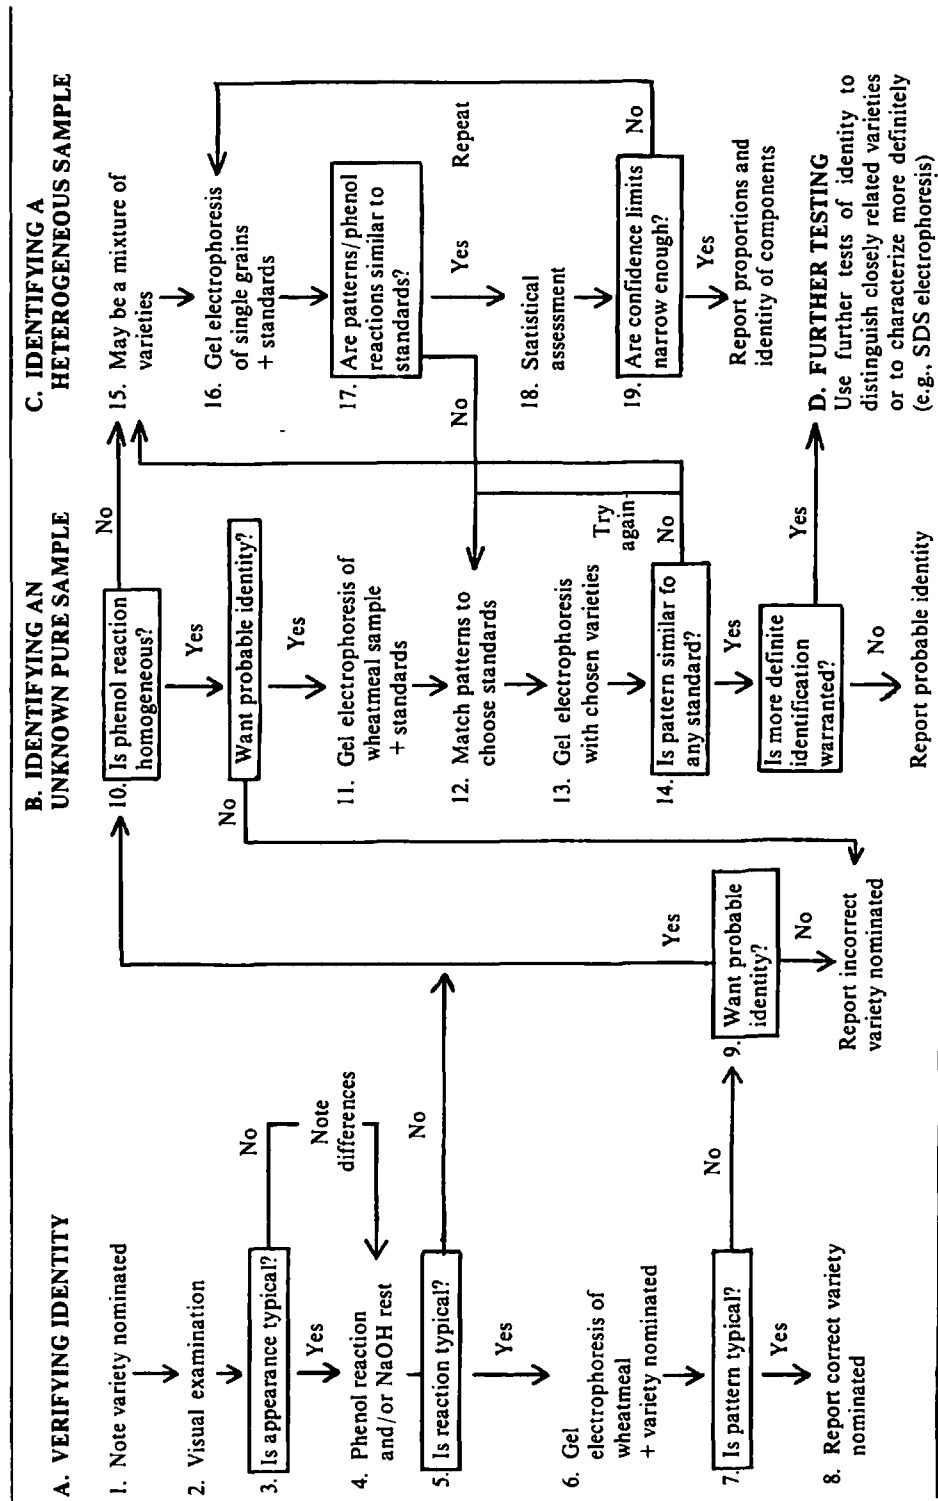 A. VERIFYING IDENTITY
1. Note variety nominated
2. Visual examination
3. Is appearance typical?
No
Note
differences
Yes
4. Phenol reaction
and/or NaOH rest
5. Is reaction typical?
No
Yes
6. Gel
electrophoresis of
wheatmeal
+ variety nominated
7. Is pattern typical?
No
Yes
8. Report correct variety
nominated
9. Want probable
identity?
Yes
No
Report incorrect
variety nominated
B. IDENTIFYING AN
UNKNOWN PURE SAMPLE
10. Is phenol reaction
homogeneous?
No
Yes
Want probable identity?
No
Yes
11. Gel electrophoresis of
wheatmeal sample
+ standards
12. Match patterns to
choose standards
13. Gel electrophoresis
with chosen varieties
Try
again-
14. Is pattern similar fo
any standard?
No
Yes
Is more definite
identification
warranted?
Yes
No
Report probable identity
C. IDENTIFYING A
HETEROGENEOUS SAMPLE
15. May be a mixture of
varieties
16. Gel electrophoresis
of single grains
+ standards
17. Are patterns/phenol
reactions similar to
standards?
No
Yes
Repeat
18. Statistical
assessment
19. Are confidence limits
narrow enough?
No
Yes
Report proportions and
identity of components
D. FURTHER TESTING
Use further tests of identity to
distinguish closely related varieties
or to characterize more definitely
(e.g., SDS electrophoresis)